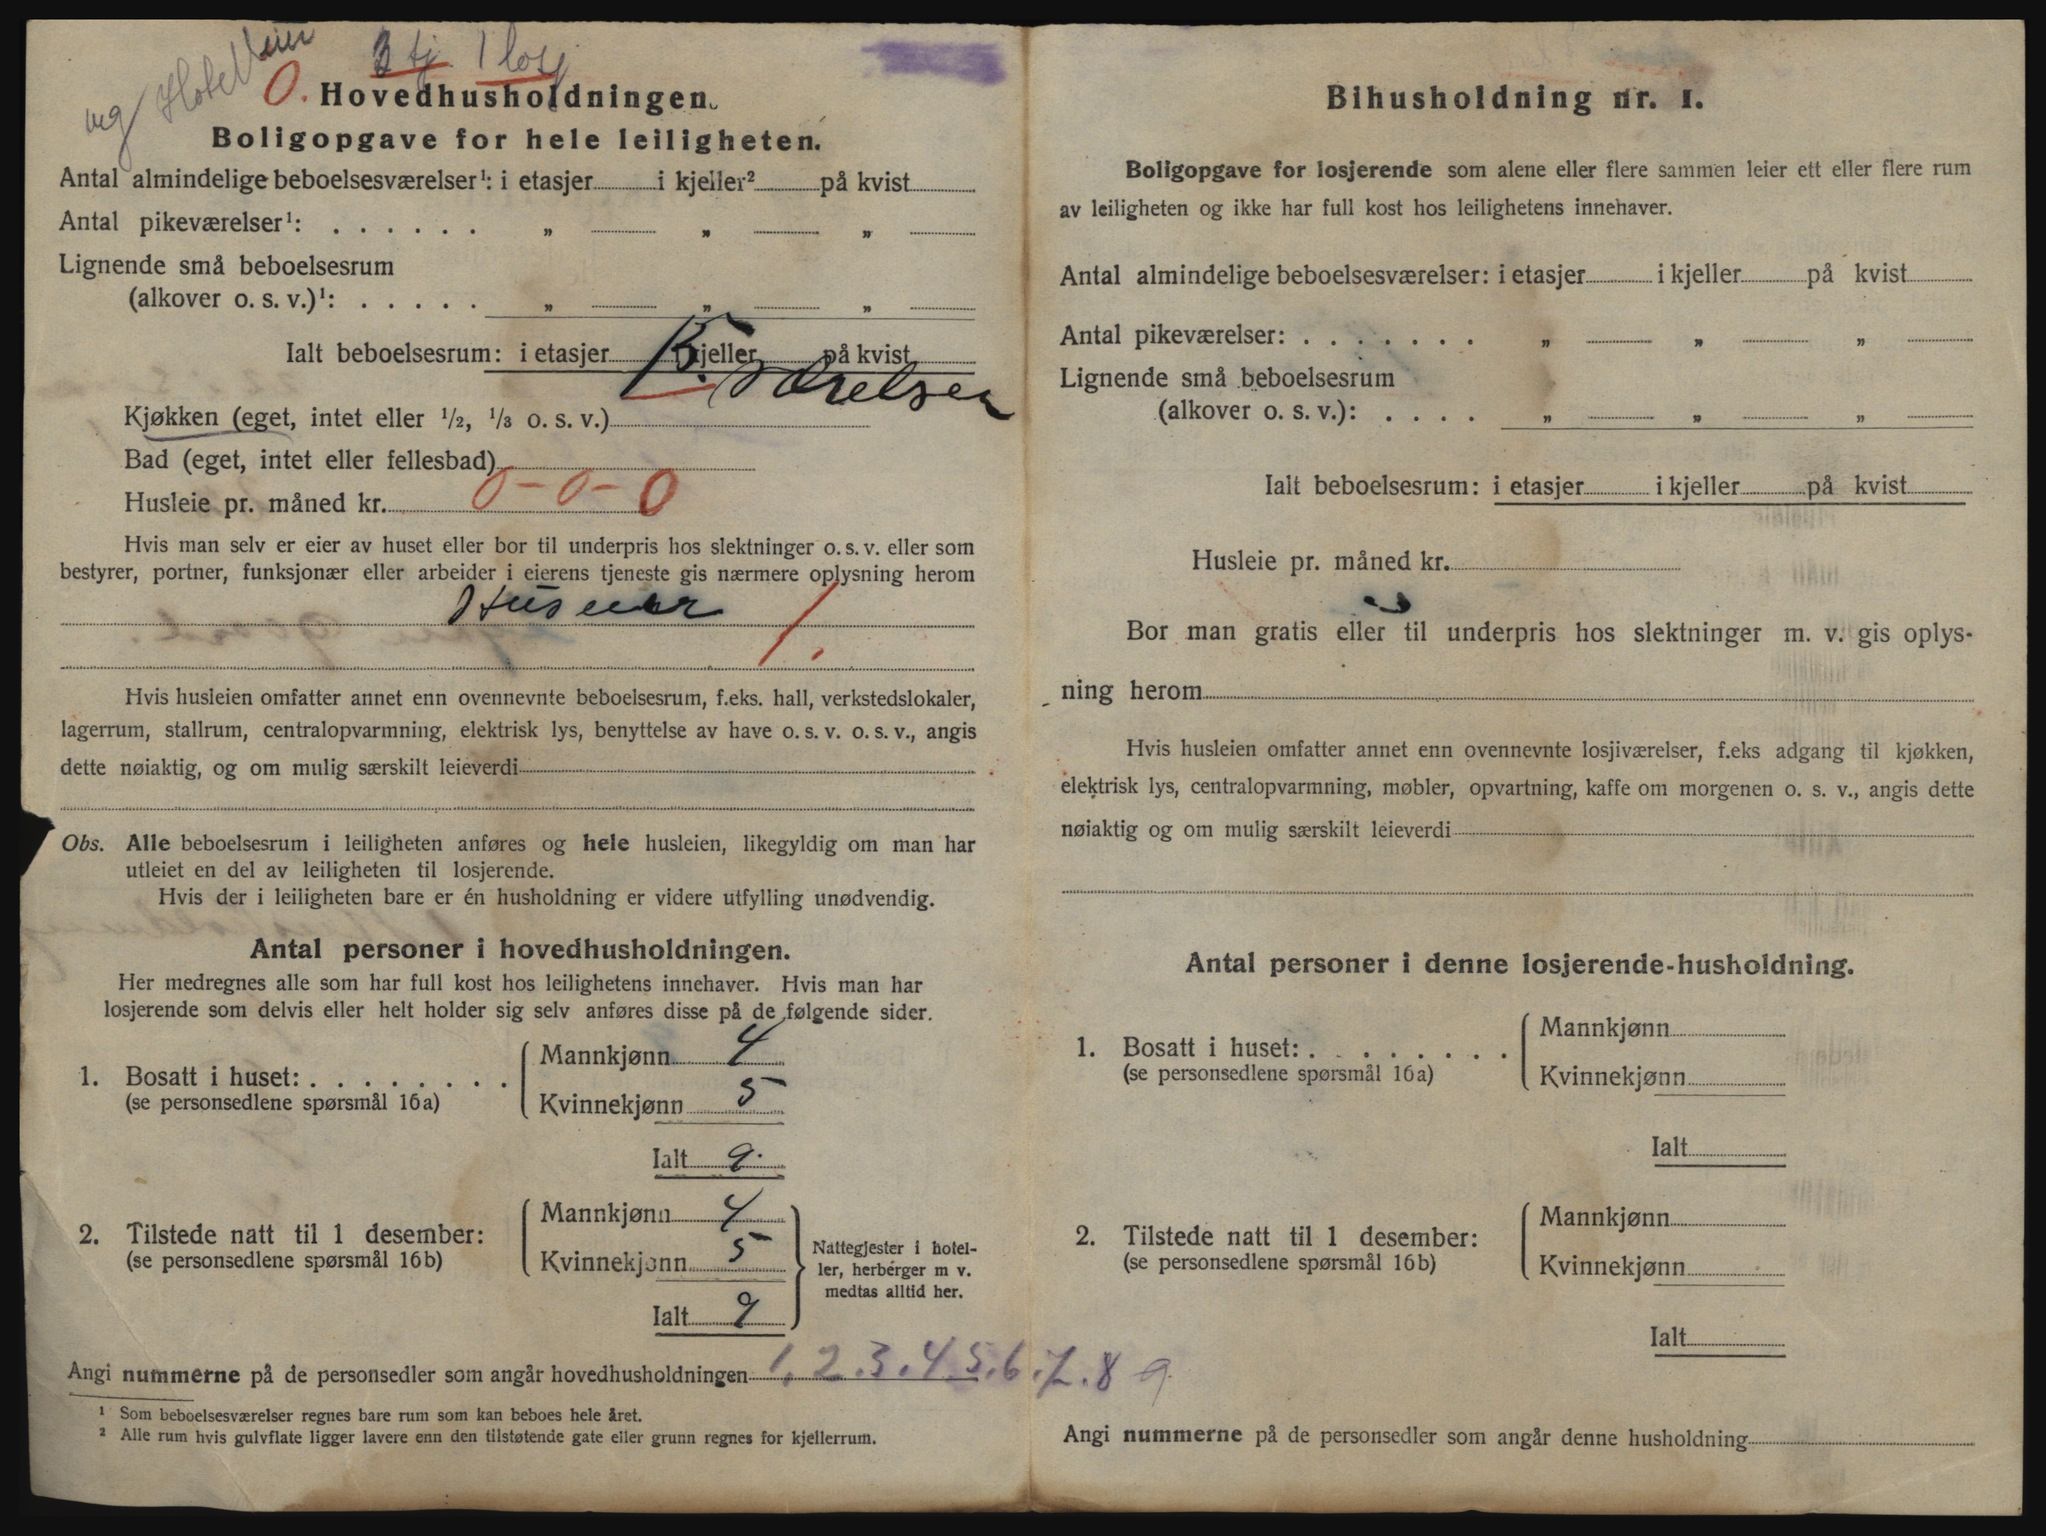 og Hotelleier
3 tj. 1 losj
0. Hovedhusholdningen.
Boligopgave for hele leiligheten.
Antal almindelige beboelsesværelser¹: i etasjer i kjeller² på kvist
Antal pikeværelser¹: . . . . . . „ „ „
Lignende små beboelsesrum
(alkover o. s. v.)¹: . . . . . „ „ „
Ialt beboelsesrum: i etasjer i kjeller på kvist
Værelser
Kjøkken (eget, intet eller ½, ⅓ o. s. v.)
Bad (eget, intet eller fellesbad)
Husleie pr. måned kr. 0-0-0
Hvis man selv er eier av huset eller bor til underpris hos slektninger o. s. v. eller som
bestyrer, portner, funksjonær eller arbeider i eierens tjeneste gis nærmere oplysning herom
Huseier 1.
Hvis husleien omfatter annet enn ovennevnte beboelsesrum, f.eks. hall, verkstedslokaler,
lagerrum, stallrum, centralopvarmning, elektrisk lys, benyttelse av have o. s. v. o. s. v., angis
dette nøiaktig, og om mulig særskilt leieverdi
Obs. Alle beboelsesrum i leiligheten anføres og hele husleien, likegyldig om man har
utleiet en del av leiligheten til losjerende.
Hvis der i leiligheten bare er én husholdning er videre utfylling unødvendig.
Antal personer i hovedhusholdningen.
Her medregnes alle som har full kost hos leilighetens innehaver. Hvis man har
losjerende som delvis eller helt holder sig selv anføres disse på de følgende sider.
1. Bosatt i huset: . . . . . . . .
(se personsedlene spørsmål 16a)
Mannkjønn 4
Kvinnekjønn 5
Ialt 9.
2. Tilstede natt til 1 desember:
(se personsedlene spørsmål 16b)
Mannkjønn 4
Kvinnekjønn 5
Ialt 9
Nattegjester i hotel-
ler, herberger m v.
medtas alltid her.
Angi nummerne på de personsedler som angår hovedhusholdningen 1. 2. 3. 4. 5. 6. 7. 8 9
¹ Som beboelsesværelser regnes bare rum som kan beboes hele året.
² Alle rum hvis gulvflate ligger lavere enn den tilstøtende gate eller grunn regnes for kjellerrum.
Bihusholdning nr. 1.
Boligopgave for losjerende som alene eller flere sammen leier ett eller flere rum
av leiligheten og ikke har full kost hos leilighetens innehaver.
Antal almindelige beboelsesværelser: i etasjer i kjeller på kvist
Antal pikeværelser: . . . . . . . „ „ „
Lignende små beboelsesrum
(alkover o. s. v.): . . . . „ „ „
Ialt beboelsesrum: i etasjer i kjeller på kvist
Husleie pr. måned kr.
Bor man gratis eller til underpris hos slektninger m. v. gis oplys-
ning herom
Hvis husleien omfatter annet enn ovennevnte losjiværelser, f.eks adgang til kjøkken,
elektrisk lys, centralopvarmning, møbler, opvartning, kaffe om morgenen o. s. v., angis dette
nøiaktig og om mulig særskilt leieverdi
Antal personer i denne losjerende-husholdning.
1. Bosatt i huset: . . . . . . . .
(se personsedlene spørsmål 16a)
Mannkjønn
Kvinnekjønn
Ialt
2. Tilstede natt til 1 desember:
(se personsedlene spørsmål 16b)
Mannkjønn
Kvinnekjønn
Ialt
Angi nummerne på de personsedler som angår denne husholdning